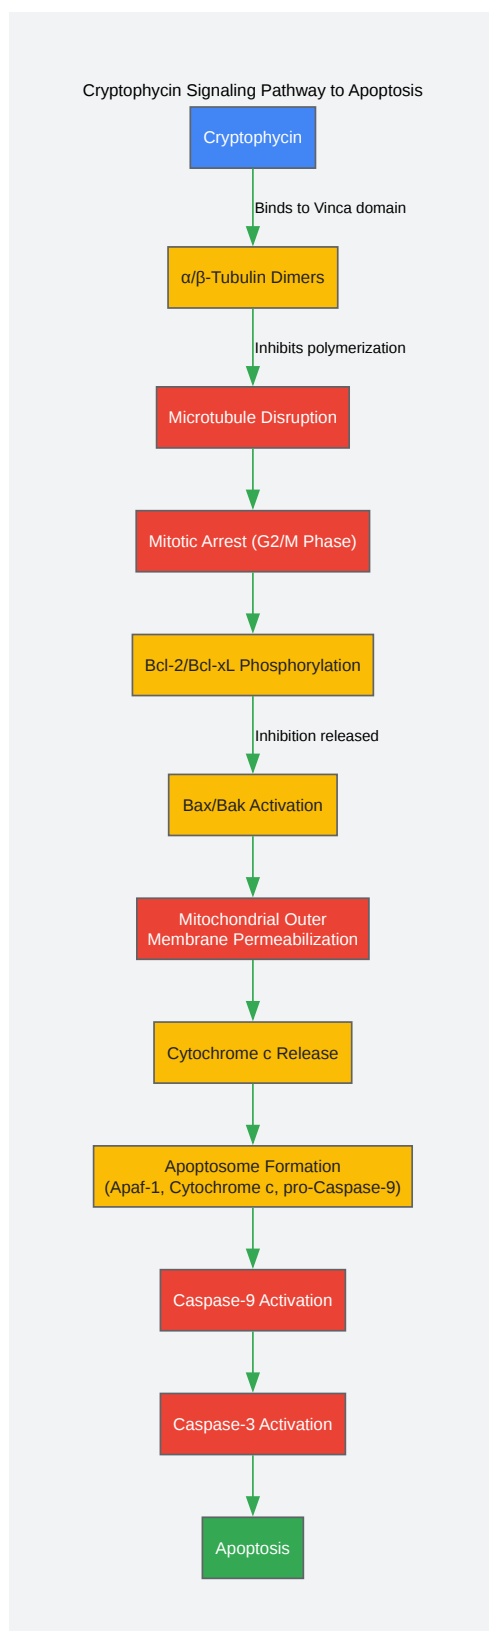 Cryptophycin Signaling Pathway to Apoptosis
Cryptophycin
Binds to Vinca domain
α/β-Tubulin Dimers
Inhibits polymerization
Microtubule Disruption
Mitotic Arrest (G2/M Phase)
Bcl-2/Bcl-xL Phosphorylation
Inhibition released
Bax/Bak Activation
Mitochondrial Outer
Membrane Permeabilization
Cytochrome c Release
Apoptosome Formation
(Apaf-1, Cytochrome c, pro-Caspase-9)
Caspase-9 Activation
Caspase-3 Activation
Apoptosis